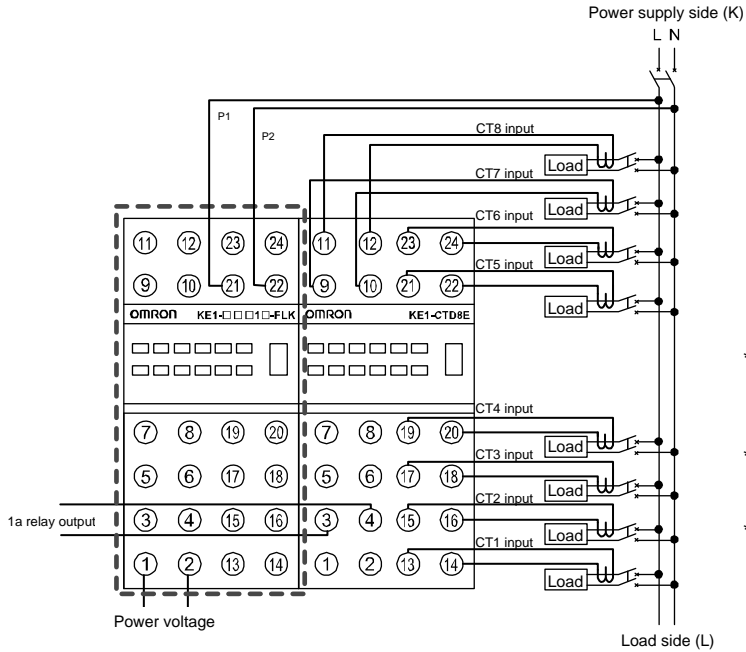 Power supply side (K)
L N
P1
P2
CT8 input
Load
CT7 input
Load
CT6 input
Load
CT5 input
Load
11 12 23 24 11 12 23 24
9 10 21 22 9 10 21 22
OMRON KE1-□□□1□-FLK OMRON KE1-CTD8E
*
CT4 input
7 8 19 20 7 8 19 20
Load
CT3 input
*
5 6 17 18 5 6 17 18
Load
CT2 input
1a relay output
3 4 15 16 3 4 15 16
*
Load
CT1 input
1 2 13 14 1 2 13 14
Load
Power voltage
Load side (L)